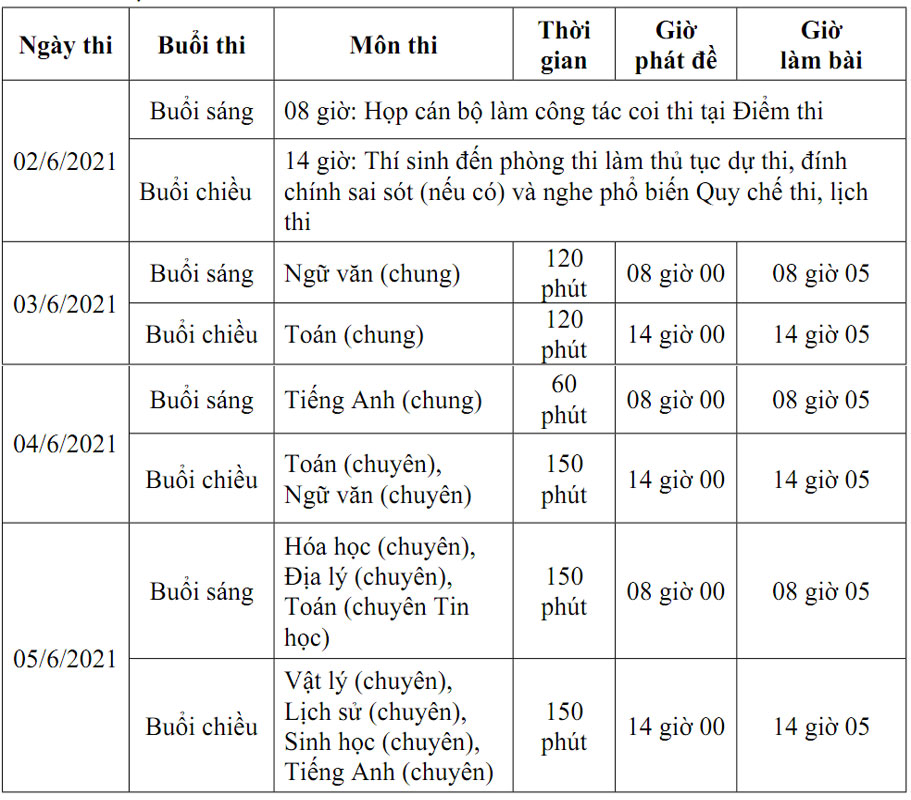 Ngày thi
Buổi thi
Môn thi
Thời
gian
Giờ
phát đề
Giờ
làm bài
02/6/2021
Buổi sáng
08 giờ: Họp cán bộ làm công tác coi thi tại Điểm thi
Buổi chiều
14 giờ: Thí sinh đến phòng thi làm thủ tục dự thi, đính
chính sai sót (nếu có) và nghe phổ biến Quy chế thi, lịch
thi
03/6/2021
Buổi sáng
Ngữ văn (chung)
120
phút
08 giờ 00
08 giờ 05
Buổi chiều
Toán (chung)
120
phút
14 giờ 00
14 giờ 05
04/6/2021
Buổi sáng
Tiếng Anh (chung)
60
phút
08 giờ 00
08 giờ 05
Buổi chiều
Toán (chuyên),
Ngữ văn (chuyên)
150
phút
14 giờ 00
14 giờ 05
05/6/2021
Buổi sáng
Hóa học (chuyên),
Địa lý (chuyên),
Toán (chuyên Tin
học)
150
phút
08 giờ 00
08 giờ 05
Buổi chiều
Vật lý (chuyên),
Lịch sử (chuyên),
Sinh học (chuyên),
Tiếng Anh (chuyên)
150
phút
14 giờ 00
14 giờ 05